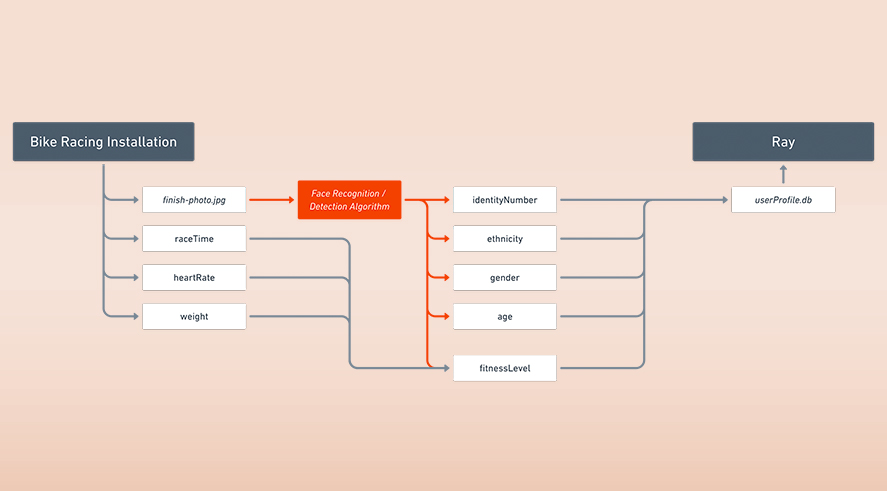 Bike Racing Installation
Ray
finish-photo.jpg
Face Recognition /
Detection Algorithm
identityNumber
userProfile.db
raceTime
ethnicity
heartRate
gender
weight
age
fitnessLevel